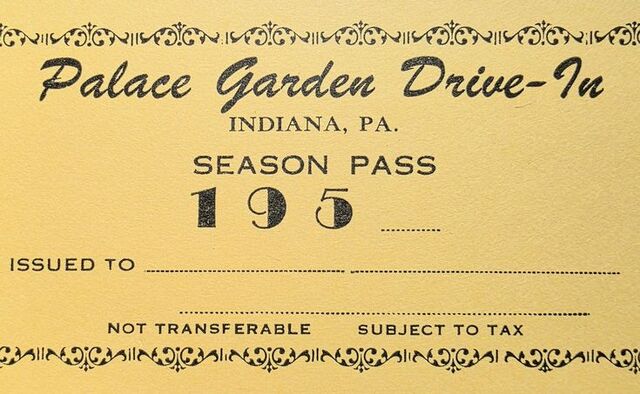 Palace Garden Drive-In
INDIANA, PA.
SEASON PASS
195
ISSUED TO
NOT TRANSFERABLE SUBJECT TO TAX